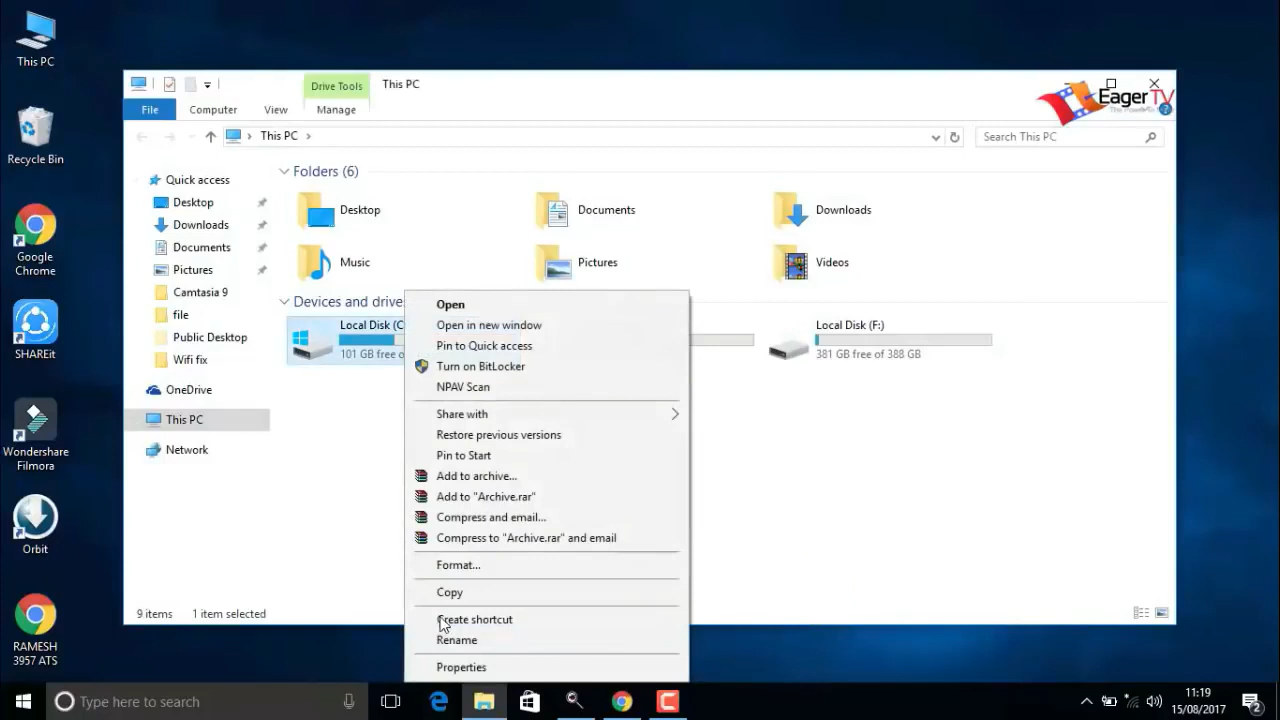 This PC
Recycle Bin
Google
Chrome
SHAREit
Wondershare
Filmora
Orbit
RAMESH
3957 ATS
Drive Tools
This PC
File
Computer
View
Manage
EagerTV
This PC
Search This PC
Quick access
Desktop
Downloads
Documents
Pictures
Camtasia 9
file
Public Desktop
Wifi fix
OneDrive
This PC
Network
Folders (6)
Desktop
Documents
Downloads
Music
Pictures
Videos
Devices and drive
Local Disk (C
101 GB free o
Local Disk (F:)
381 GB free of 388 GB
Open
Open in new window
Pin to Quick access
Turn on BitLocker
NPAV Scan
Share with
Restore previous versions
Pin to Start
Add to archive...
Add to "Archive.rar"
Compress and email...
Compress to "Archive.rar" and email
Format...
Copy
Create shortcut
Rename
Properties
9 items
1 item selected
Type here to search
11:19
15/08/2017
2